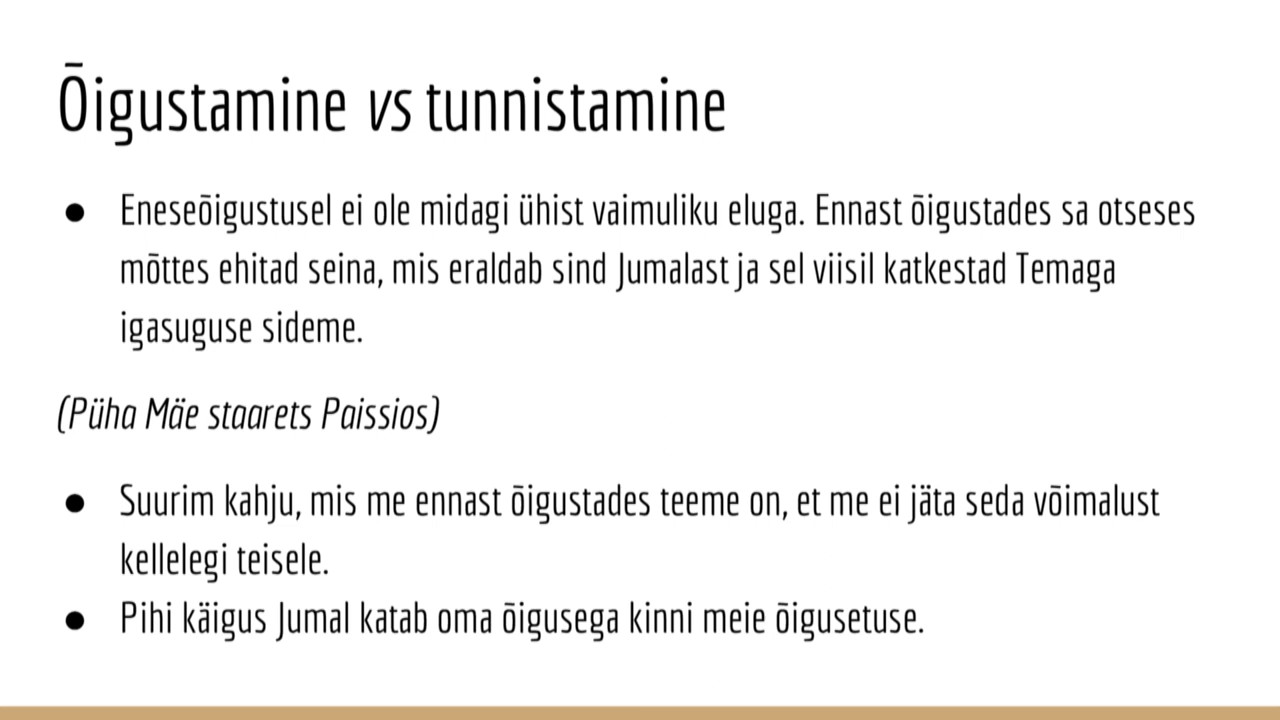 Õigustamine vs tunnistamine
● Eneseõigustusel ei ole midagi ühist vaimuliku eluga. Ennast õigustades sa otseses
mõttes ehitad seina, mis eraldab sind Jumalast ja sel viisil katkestad Temaga
igasuguse sideme.
(Püha Mäe staarets Paissios)
● Suurim kahju, mis me ennast õigustades teeme on, et me ei jäta seda võimalust
kellelegi teisele.
● Pihi käigus Jumal katab oma õigusega kinni meie õigusetuse.